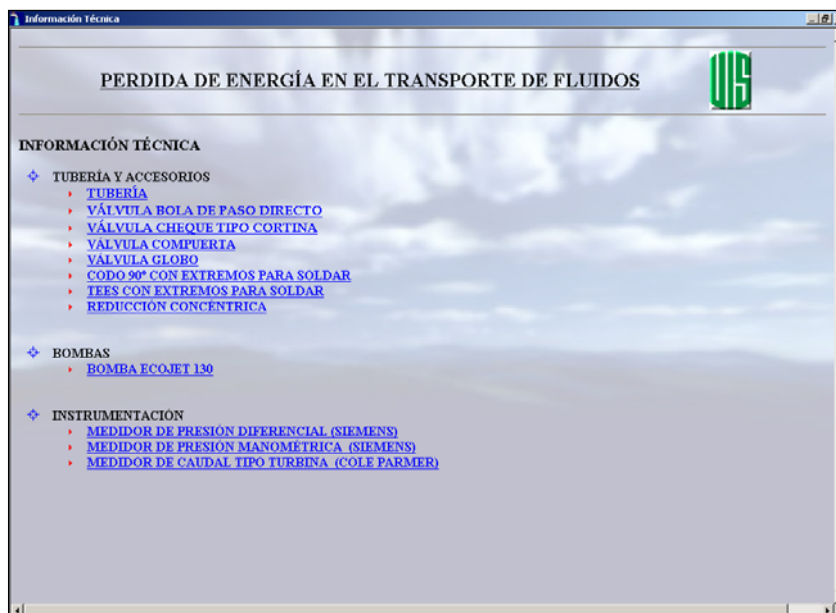 Información Técnica
PERDIDA DE ENERGÍA EN EL TRANSPORTE DE FLUIDOS
UIS
INFORMACIÓN TÉCNICA
TUBERÍA Y ACCESORIOS
TUBERÍA
VÁLVULA BOLA DE PASO DIRECTO
VÁLVULA CHEQUE TIPO CORTINA
VÁLVULA COMPUERTA
VÁLVULA GLOBO
CODO 90º CON EXTREMOS PARA SOLDAR
TEES CON EXTREMOS PARA SOLDAR
REDUCCIÓN CONCÉNTRICA
BOMBAS
BOMBA ECOJET 130
INSTRUMENTACIÓN
MEDIDOR DE PRESIÓN DIFERENCIAL (SIEMENS)
MEDIDOR DE PRESIÓN MANOMÉTRICA (SIEMENS)
MEDIDOR DE CAUDAL TIPO TURBINA (COLE PARMER)